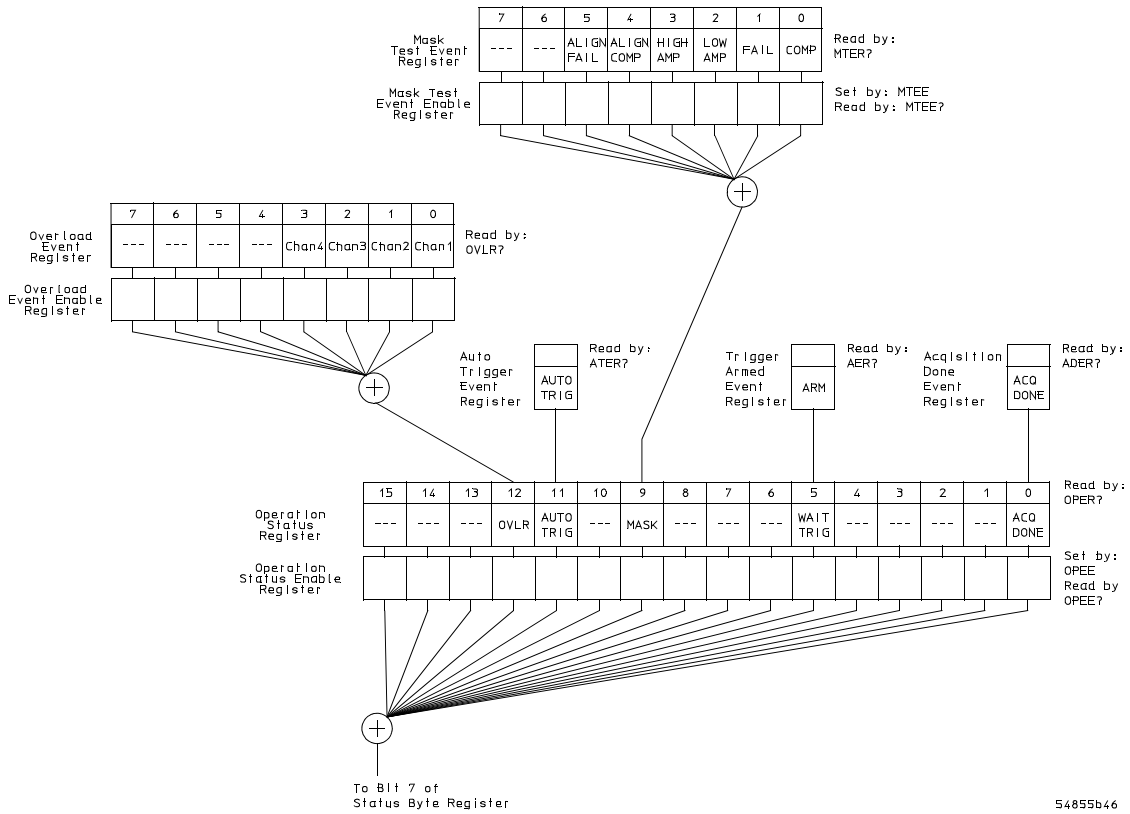 7 6 5 4 3 2 1 0
Mask
Test Event
Register
--- --- ALIGN ALIGN HIGH LOW FAIL COMP
FAIL COMP AMP AMP
Read by:
MTER?
Mask Test
Event Enable
Register
Set by: MTEE
Read by: MTEE?
7 6 5 4 3 2 1 0
Overload
Event
Register
--- --- --- --- Chan4 Chan3 Chan2 Chan1
Read by:
OVLR?
Overload
Event Enable
Register
Auto
Trigger
Event
Register
AUTO
TRIG
Read by:
ATER?
Trigger
Armed
Event
Register
ARM
Read by:
AER?
Acqisition
Done
Event
Register
ACQ
DONE
Read by:
ADER?
15 14 13 12 11 10 9 8 7 6 5 4 3 2 1 0
Operation
Status
Register
--- --- --- OVLR AUTO --- MASK --- --- --- WAIT --- --- --- --- ACQ
TRIG TRIG DONE
Read by:
OPER?
Operation
Status Enable
Register
Set by:
OPEE
Read by
OPEE?
To Bit 7 of
Status Byte Register
54855b46